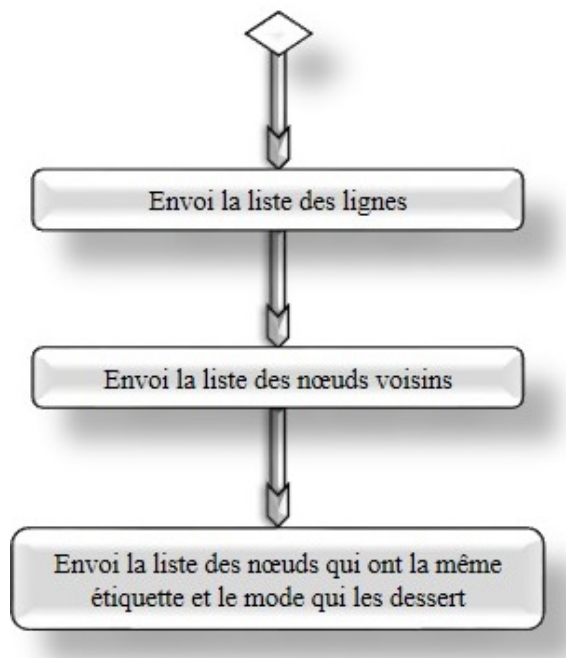 Envoi la liste des lignes
Envoi la liste des nœuds voisins
Envoi la liste des nœuds qui ont la même
étiquette et le mode qui les dessert